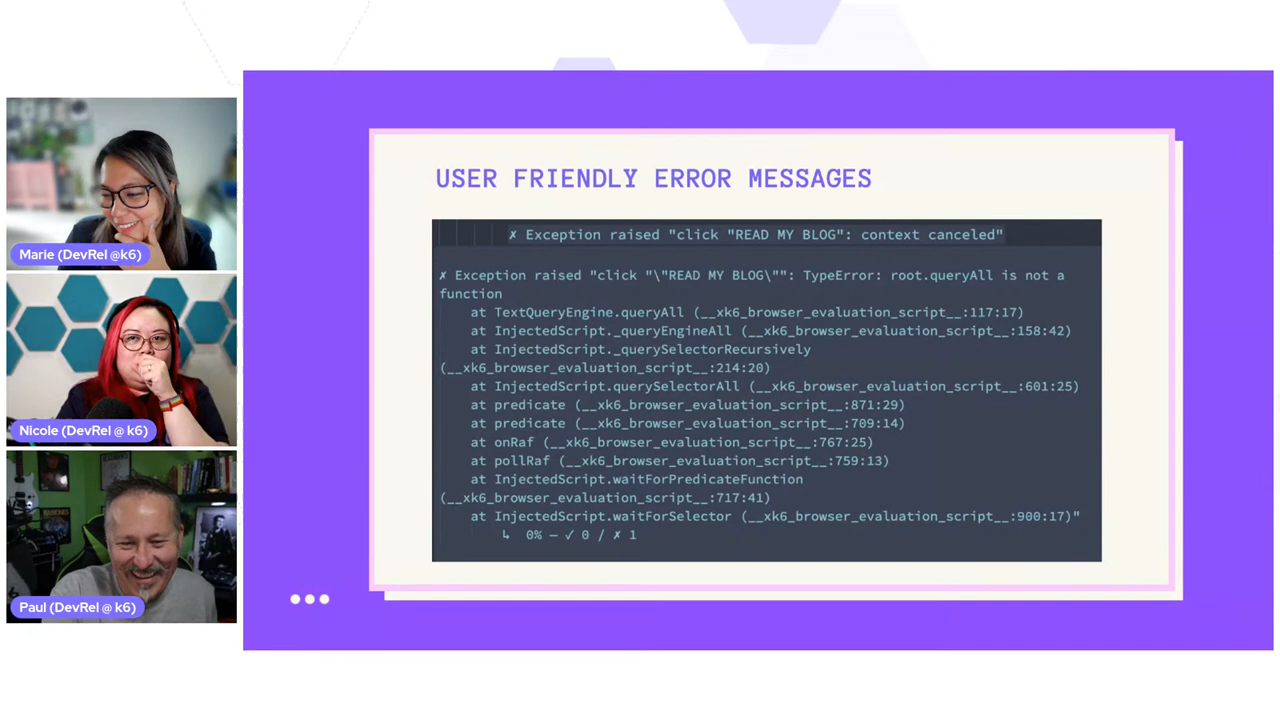 USER FRIENDLY ERROR MESSAGES
✗ Exception raised "click "READ MY BLOG": context canceled"
✗ Exception raised "click "\"READ MY BLOG\"": TypeError: root.queryAll is not a
function
at TextQueryEngine.queryAll (__xk6_browser_evaluation_script__:117:17)
at InjectedScript._queryEngineAll (__xk6_browser_evaluation_script__:158:42)
at InjectedScript._querySelectorRecursively
(__xk6_browser_evaluation_script__:214:20)
at InjectedScript.querySelectorAll (__xk6_browser_evaluation_script__:601:25)
at predicate (__xk6_browser_evaluation_script__:871:29)
at predicate (__xk6_browser_evaluation_script__:709:14)
at onRaf (__xk6_browser_evaluation_script__:767:25)
at pollRaf (__xk6_browser_evaluation_script__:759:13)
at InjectedScript.waitForPredicateFunction
(__xk6_browser_evaluation_script__:717:41)
at InjectedScript.waitForSelector (__xk6_browser_evaluation_script__:900:17)"
↳ 0% — ✓ 0 / ✗ 1
Marie (DevRel @k6)
Nicole (DevRel @ k6)
Paul (DevRel @ k6)